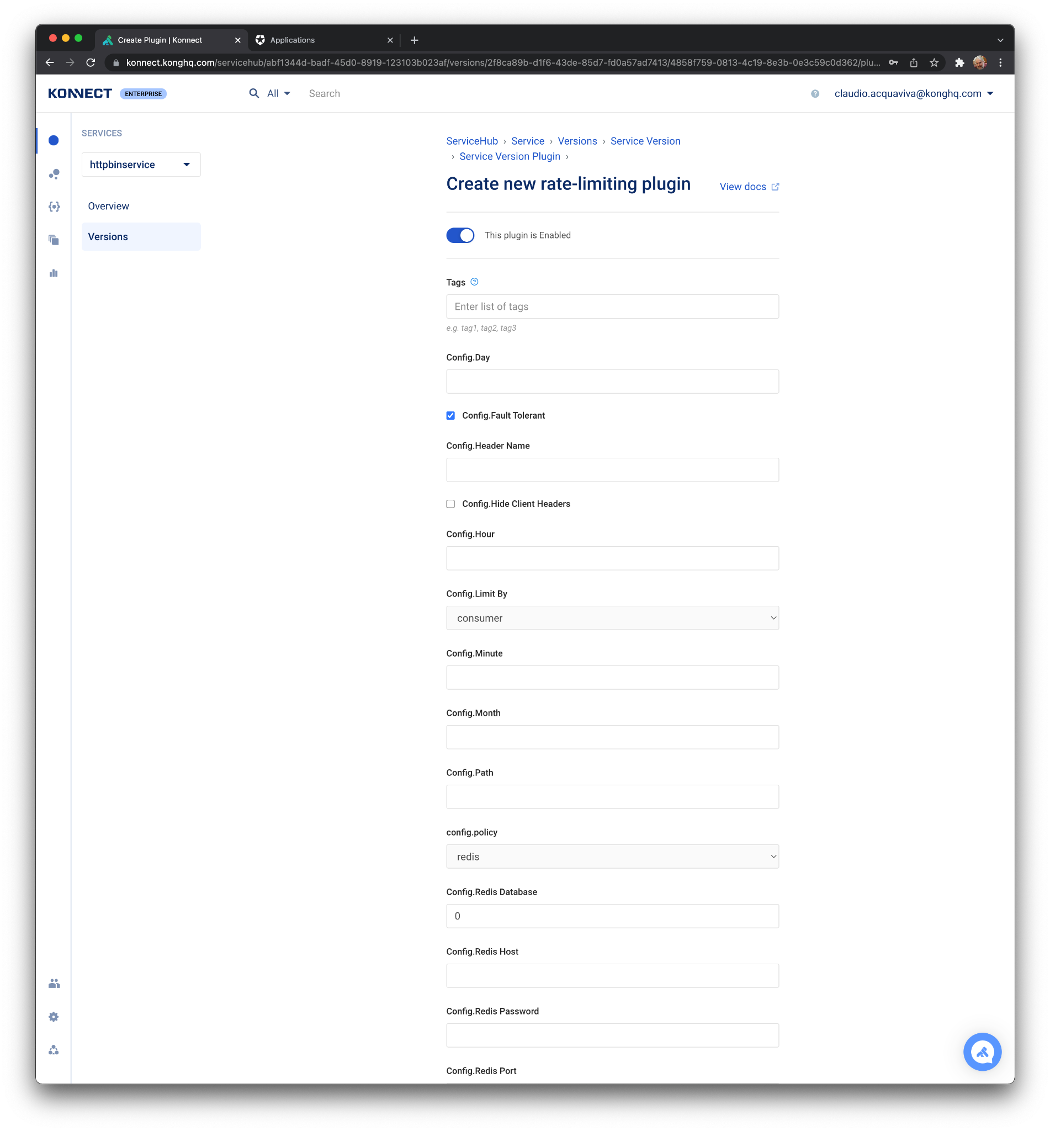 Create Plugin | Konnect
Applications
konnect.konghq.com/servicehub/abf1344d-badf-45d0-8919-123103b023af/versions/2f8ca89b-d1f6-43de-85d7-fd0a57ad7413/4858f759-0813-4c19-8e3b-0e3c59c0d362/plu...
KONNECT ENTERPRISE
All
Search
claudio.acquaviva@konghq.com
SERVICES
httpbinservice
Overview
Versions
ServiceHub › Service › Versions › Service Version
› Service Version Plugin ›
Create new rate-limiting plugin
View docs
This plugin is Enabled
Tags
Enter list of tags
e.g. tag1, tag2, tag3
Config.Day
Config.Fault Tolerant
Config.Header Name
Config.Hide Client Headers
Config.Hour
Config.Limit By
consumer
Config.Minute
Config.Month
Config.Path
config.policy
redis
Config.Redis Database
0
Config.Redis Host
Config.Redis Password
Config.Redis Port